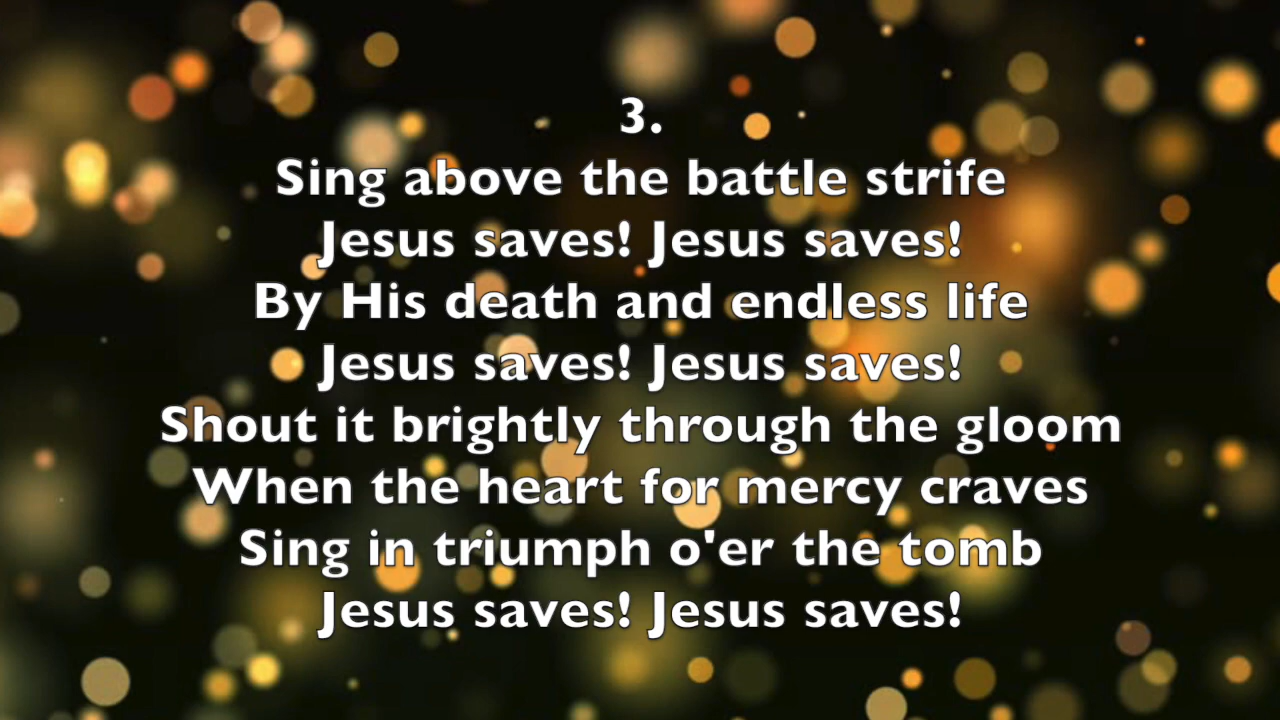 3.
Sing above the battle strife
Jesus saves! Jesus saves!
By His death and endless life
Jesus saves! Jesus saves!
Shout it brightly through the gloom
When the heart for mercy craves
Sing in triumph o'er the tomb
Jesus saves! Jesus saves!